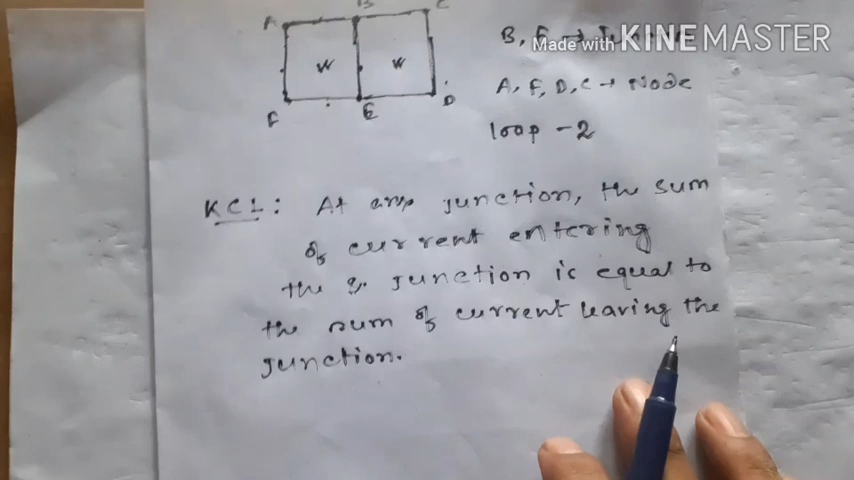 A B C
B, E → Made with KINEMASTER
W W
A, F, D, C → Node
F E D
loop - 2
KCL: At any junction, the sum
of current entering
the junction is equal to
the sum of current leaving the
junction.